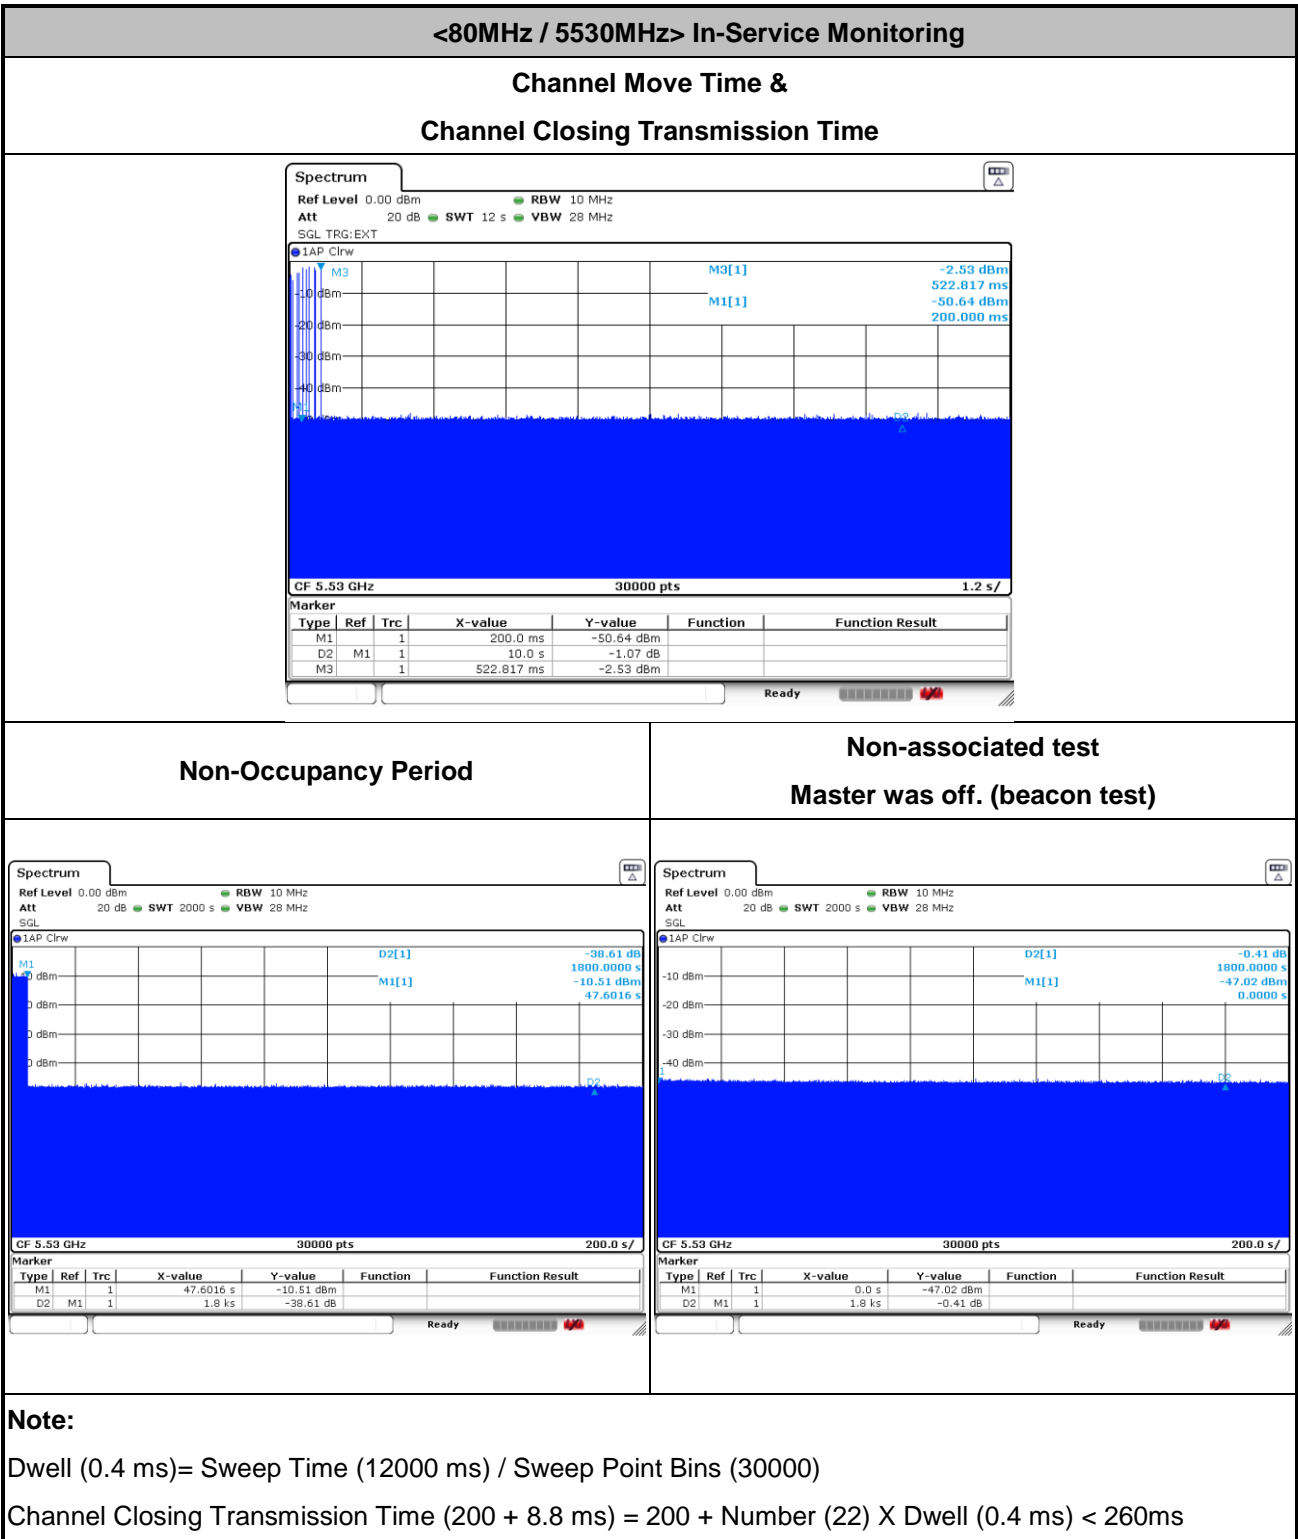 <80MHz / 5530MHz> In-Service Monitoring
Channel Move Time &
Channel Closing Transmission Time
Spectrum
Ref Level 0.00 dBm RBW 10 MHz
Att 20 dB SWT 12 s VBW 28 MHz
SGL TRG:EXT
1AP Clrw
M3
M3[1] -2.53 dBm
522.817 ms
-10 dBm
M1[1] -50.64 dBm
200.000 ms
-20 dBm
-30 dBm
-40 dBm
M1
D2
CF 5.53 GHz 30000 pts 1.2 s/
Marker
Type Ref Trc X-value Y-value Function Function Result
M1 1 200.0 ms -50.64 dBm
D2 M1 1 10.0 s -1.07 dB
M3 1 522.817 ms -2.53 dBm
Ready
Non-Occupancy Period
Non-associated test
Master was off. (beacon test)
Spectrum
Ref Level 0.00 dBm RBW 10 MHz
Att 20 dB SWT 2000 s VBW 28 MHz
SGL
1AP Clrw
D2[1] -38.61 dB
1800.0000 s
M1
M1[1] -10.51 dBm
47.6016 s
0 dBm
0 dBm
0 dBm
0 dBm
D2
CF 5.53 GHz 30000 pts 200.0 s/
Marker
Type Ref Trc X-value Y-value Function Function Result
M1 1 47.6016 s -10.51 dBm
D2 M1 1 1.8 ks -38.61 dB
Ready
Spectrum
Ref Level 0.00 dBm RBW 10 MHz
Att 20 dB SWT 2000 s VBW 28 MHz
SGL
1AP Clrw
D2[1] -0.41 dB
1800.0000 s
-10 dBm
M1[1] -47.02 dBm
0.0000 s
-20 dBm
-30 dBm
-40 dBm
1
D2
CF 5.53 GHz 30000 pts 200.0 s/
Marker
Type Ref Trc X-value Y-value Function Function Result
M1 1 0.0 s -47.02 dBm
D2 M1 1 1.8 ks -0.41 dB
Ready
Note:
Dwell (0.4 ms)= Sweep Time (12000 ms) / Sweep Point Bins (30000)
Channel Closing Transmission Time (200 + 8.8 ms) = 200 + Number (22) X Dwell (0.4 ms) < 260ms